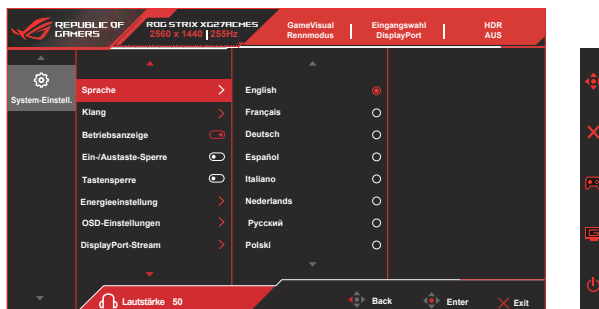 REPUBLIC OF
GAMERS
ROG STRIX XG27ACMES
2560 x 1440 255Hz
GameVisual
Rennmodus
Eingangswahl
DisplayPort
HDR
AUS
System-Einstell.
Sprache
Klang
Betriebsanzeige
Ein-/Austaste-Sperre
Tastensperre
Energieeinstellung
OSD-Einstellungen
DisplayPort-Stream
English
Français
Deutsch
Español
Italiano
Nederlands
Русский
Polski
Lautstärke 50
Back
Enter
Exit